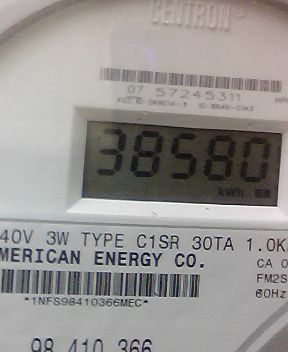 CENTRON
07 57245311
38580
kWh
40V 3W TYPE C1SR 30TA 1.0K
MERICAN ENERGY CO.
CA 0
FM2S
60Hz
*1NFS98410366MEC*
98 410 366